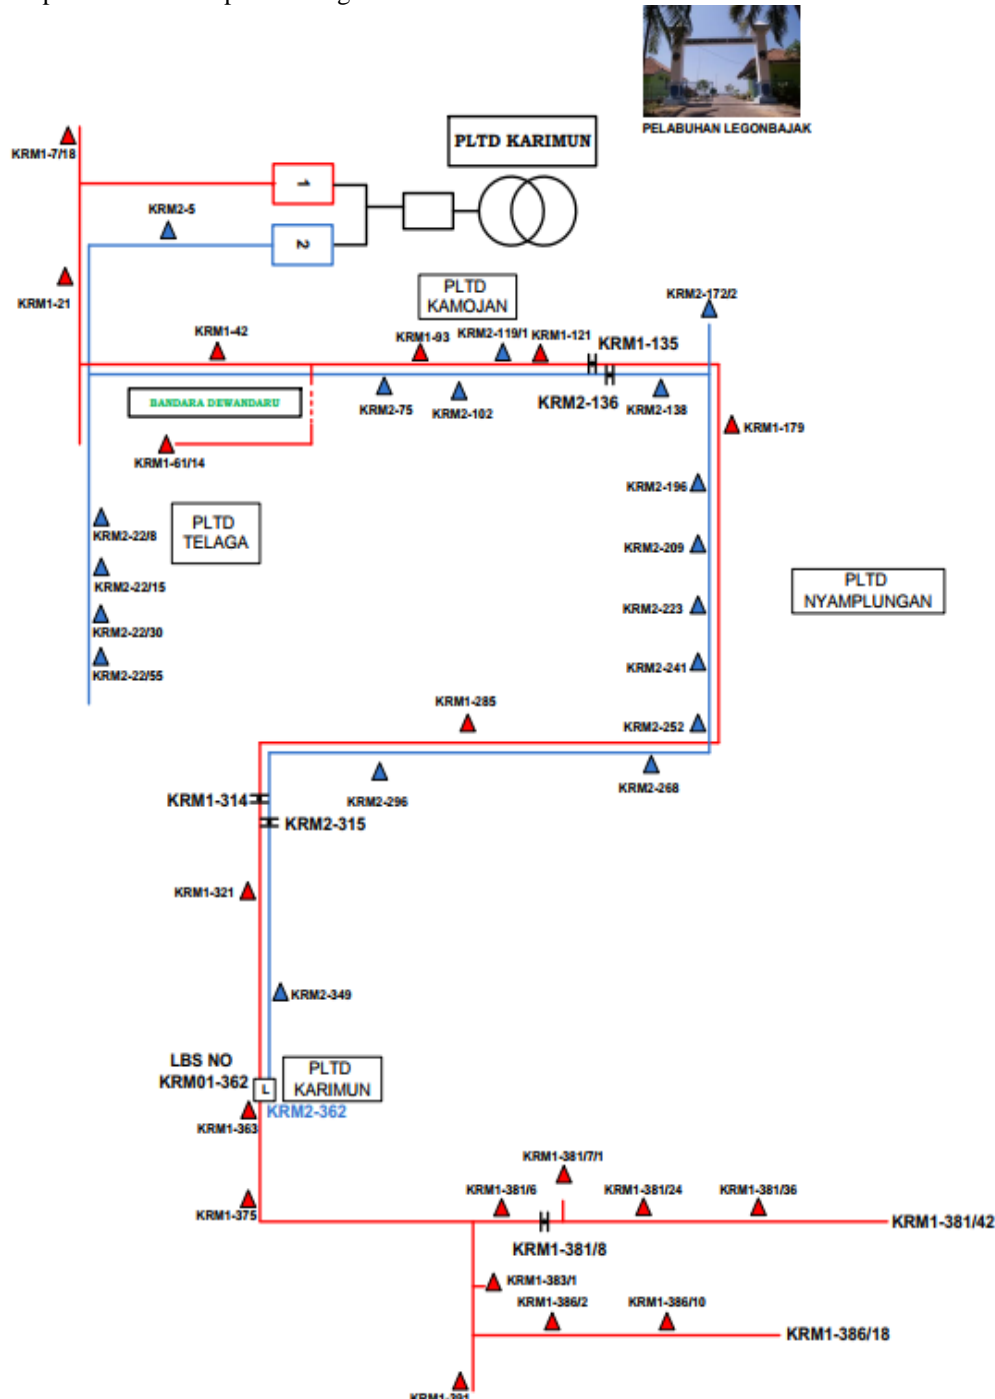 PELABUHAN LEGONBAJAK
PLTD KARIMUN
KRM1-7/18
1
KRM2-5
2
KRM1-21
PLTD
KAMOJAN
KRM2-172/2
KRM1-42
KRM1-93
KRM2-119/1
KRM1-121
KRM1-135
BANDARA DEWANDARU
KRM2-75
KRM2-102
KRM2-136
KRM2-138
KRM1-179
KRM1-61/14
KRM2-196
PLTD
TELAGA
KRM2-22/8
KRM2-209
KRM2-22/15
PLTD
NYAMPLUNGAN
KRM2-223
KRM2-22/30
KRM2-241
KRM2-22/55
KRM1-285
KRM2-252
KRM2-268
KRM2-296
KRM1-314
KRM2-315
KRM1-321
KRM2-349
LBS NO
KRM01-362
L
PLTD
KARIMUN
KRM2-362
KRM1-363
KRM1-381/7/1
KRM1-381/6
KRM1-381/24
KRM1-381/36
KRM1-375
KRM1-381/42
KRM1-381/8
KRM1-383/1
KRM1-386/2
KRM1-386/10
KRM1-386/18
KRM1-391